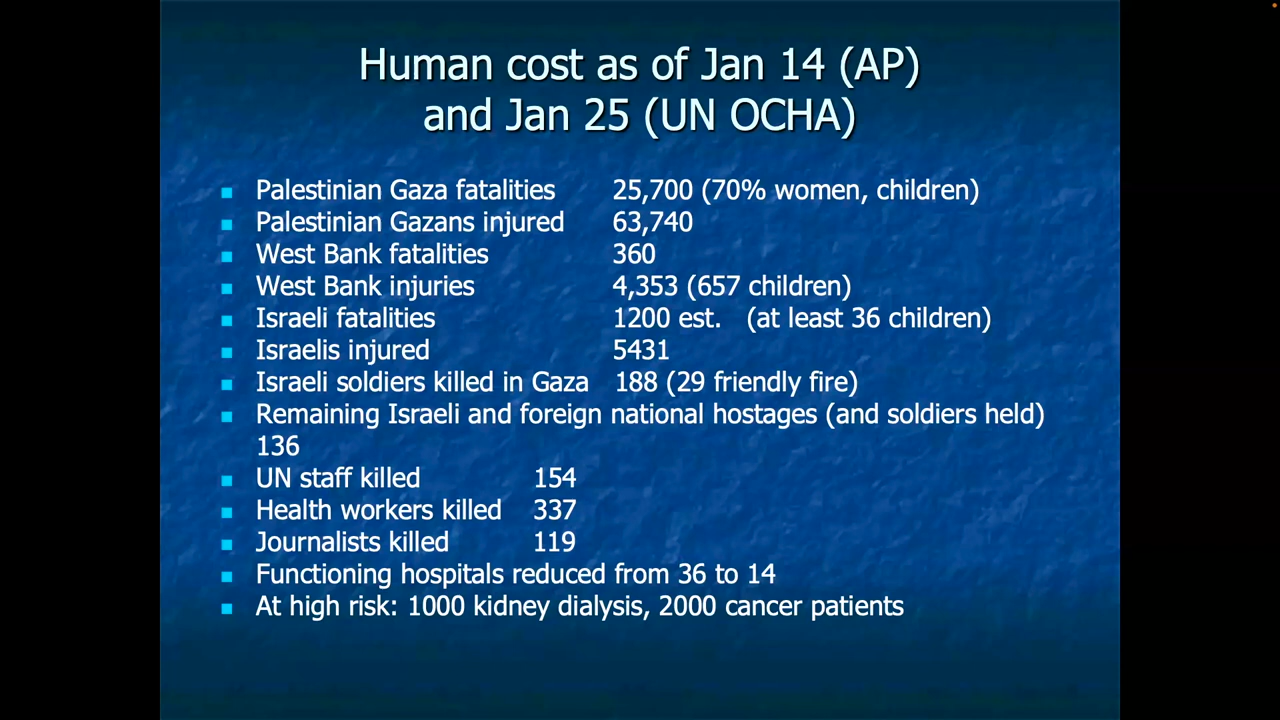 Human cost as of Jan 14 (AP)
and Jan 25 (UN OCHA)
Palestinian Gaza fatalities 25,700 (70% women, children)
Palestinian Gazans injured 63,740
West Bank fatalities 360
West Bank injuries 4,353 (657 children)
Israeli fatalities 1200 est. (at least 36 children)
Israelis injured 5431
Israeli soldiers killed in Gaza 188 (29 friendly fire)
Remaining Israeli and foreign national hostages (and soldiers held)
136
UN staff killed 154
Health workers killed 337
Journalists killed 119
Functioning hospitals reduced from 36 to 14
At high risk: 1000 kidney dialysis, 2000 cancer patients